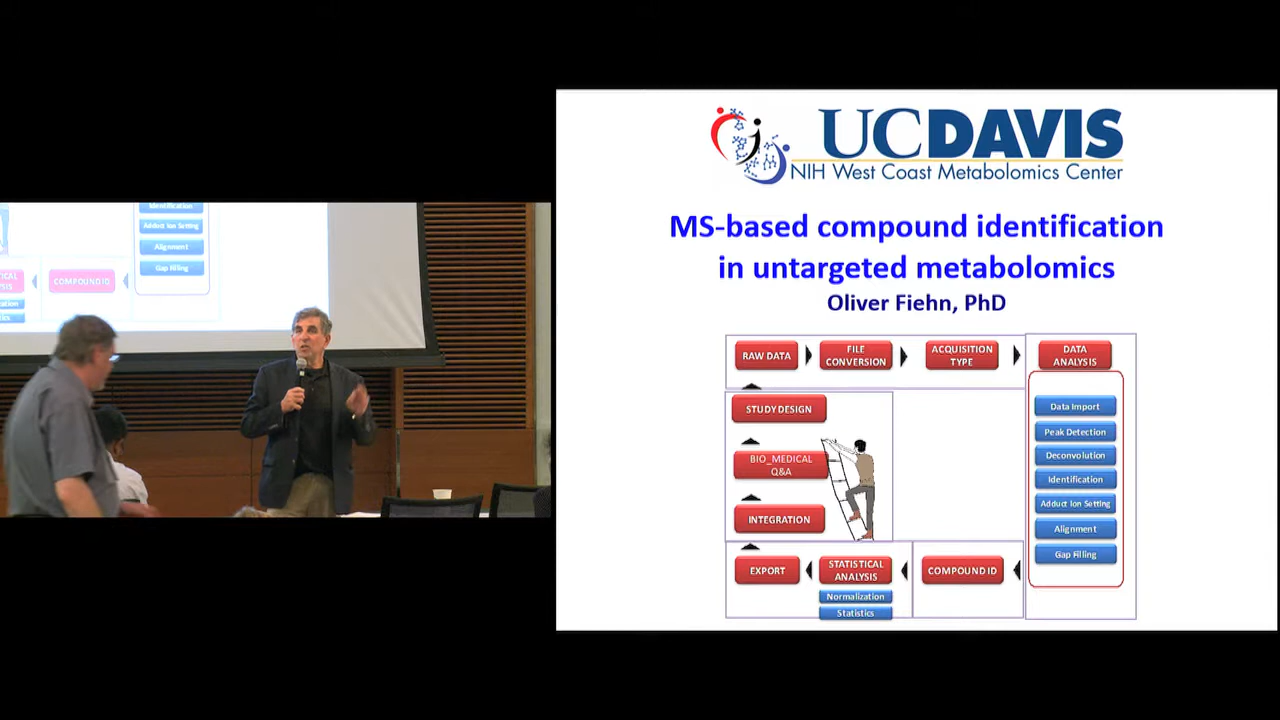 Identification
Adduct Ion Setting
Alignment
Gap Filling
COMPOUND ID
UCDAVIS
NIH West Coast Metabolomics Center
MS-based compound identification
in untargeted metabolomics
Oliver Fiehn, PhD
RAW DATA
FILE
CONVERSION
ACQUISITION
TYPE
DATA
ANALYSIS
Data Import
Peak Detection
Deconvolution
Identification
Adduct Ion Setting
Alignment
Gap Filling
STUDY DESIGN
BIO_MEDICAL
Q&A
INTEGRATION
EXPORT
STATISTICAL
ANALYSIS
Normalization
Statistics
COMPOUND ID